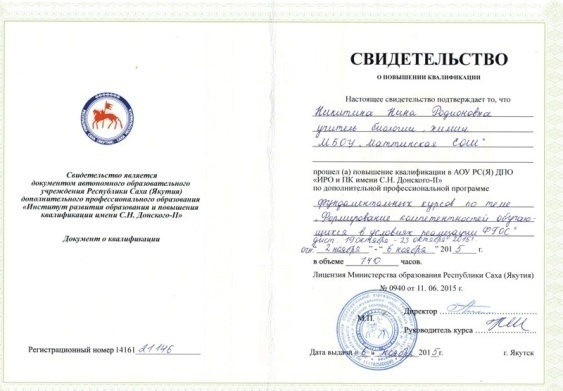 Свидетельство является
документом автономного образовательного
учреждения Республики Саха (Якутия)
дополнительного профессионального образования
«Институт развития образования и повышения
квалификации имени С.Н. Донского-II»
Документ о квалификации
Регистрационный номер 14161 21146
СВИДЕТЕЛЬСТВО
О ПОВЫШЕНИИ КВАЛИФИКАЦИИ
Настоящее свидетельство подтверждает то, что
Никитина Нина Родионовна
учитель биологии, химии
МБОУ „Маттинская СОШ"
прошел (а) повышение квалификации в АОУ РС(Я) ДПО
«ИРО и ПК имени С.Н. Донского-II»
по дополнительной профессиональной программе
Фундаментальных курсов по теме
„Формирование компетентностей обучаю-
щихся в условиях реализации ФГОС"
дист. 19 октября - 23 октября 2015г
от "2 ноября" - "6 ноября" 2015 г.
в объеме 140 часов.
Лицензия Министерства образования Республики Саха (Якутия)
№ 0940 от 11. 06. 2015 г.
Директор
М.П.
Руководитель курса
Дата выдачи «6» ноября 2015г. г. Якутск